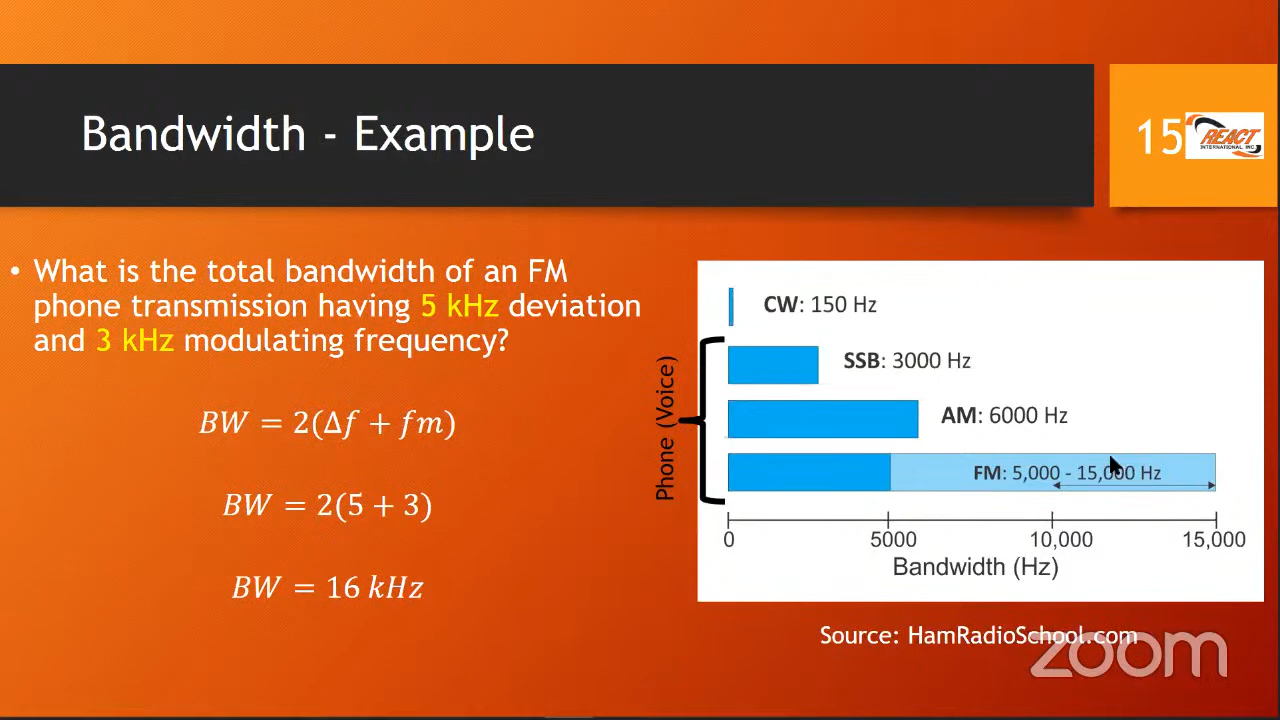 Bandwidth - Example
15
REACT
INTERNATIONAL INC.
• What is the total bandwidth of an FM
phone transmission having 5 kHz deviation
and 3 kHz modulating frequency?
BW = 2(Δf + fm)
BW = 2(5 + 3)
BW = 16 kHz
Phone (Voice)
CW: 150 Hz
SSB: 3000 Hz
AM: 6000 Hz
FM: 5,000 - 15,000 Hz
0 5000 10,000 15,000
Bandwidth (Hz)
Source: HamRadioSchool.com
zoom